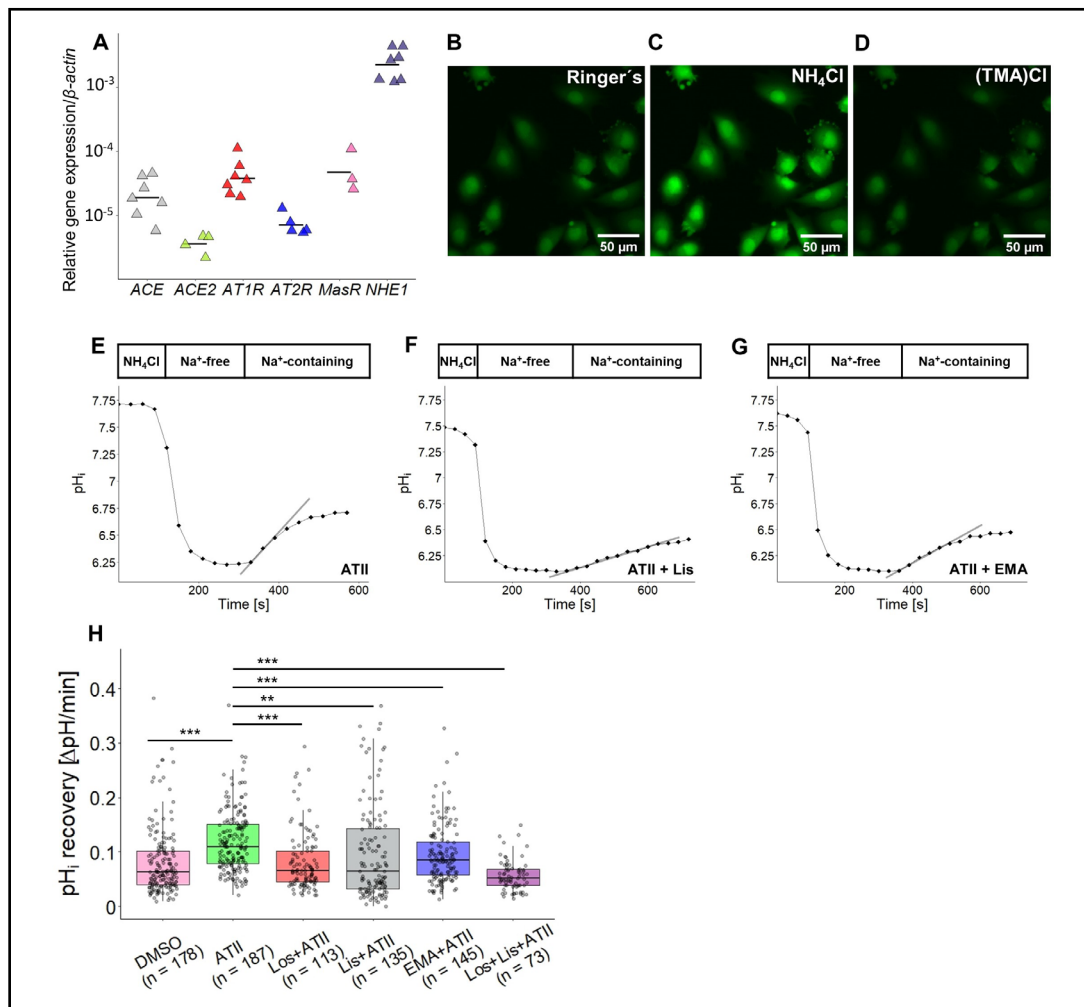 A
Relative gene expression/β-actin
10⁻³
10⁻⁴
10⁻⁵
ACE ACE2 AT1R AT2R MasR NHE1
B
Ringer´s
50 µm
C
NH₄Cl
50 µm
D
(TMA)Cl
50 µm
E
NH₄Cl Na⁺-free Na⁺-containing
pHᵢ
7.75
7.5
7
6.75
6.5
6.25
200 400 600
Time [s]
ATII
F
NH₄Cl Na⁺-free Na⁺-containing
pHᵢ
7.75
7.5
7
6.75
6.5
6.25
200 400 600
Time [s]
ATII + Lis
G
NH₄Cl Na⁺-free Na⁺-containing
pHᵢ
7.75
7.5
7
6.75
6.5
6.25
200 400 600
Time [s]
ATII + EMA
H
pHᵢ recovery [ΔpH/min]
0.4
0.3
0.2
0.1
0
***
***
**
***
***
DMSO
(n = 178)
ATII
(n = 187)
Los+ATII
(n = 113)
Lis+ATII
(n = 135)
EMA+ATII
(n = 145)
Los+Lis+ATII
(n = 73)